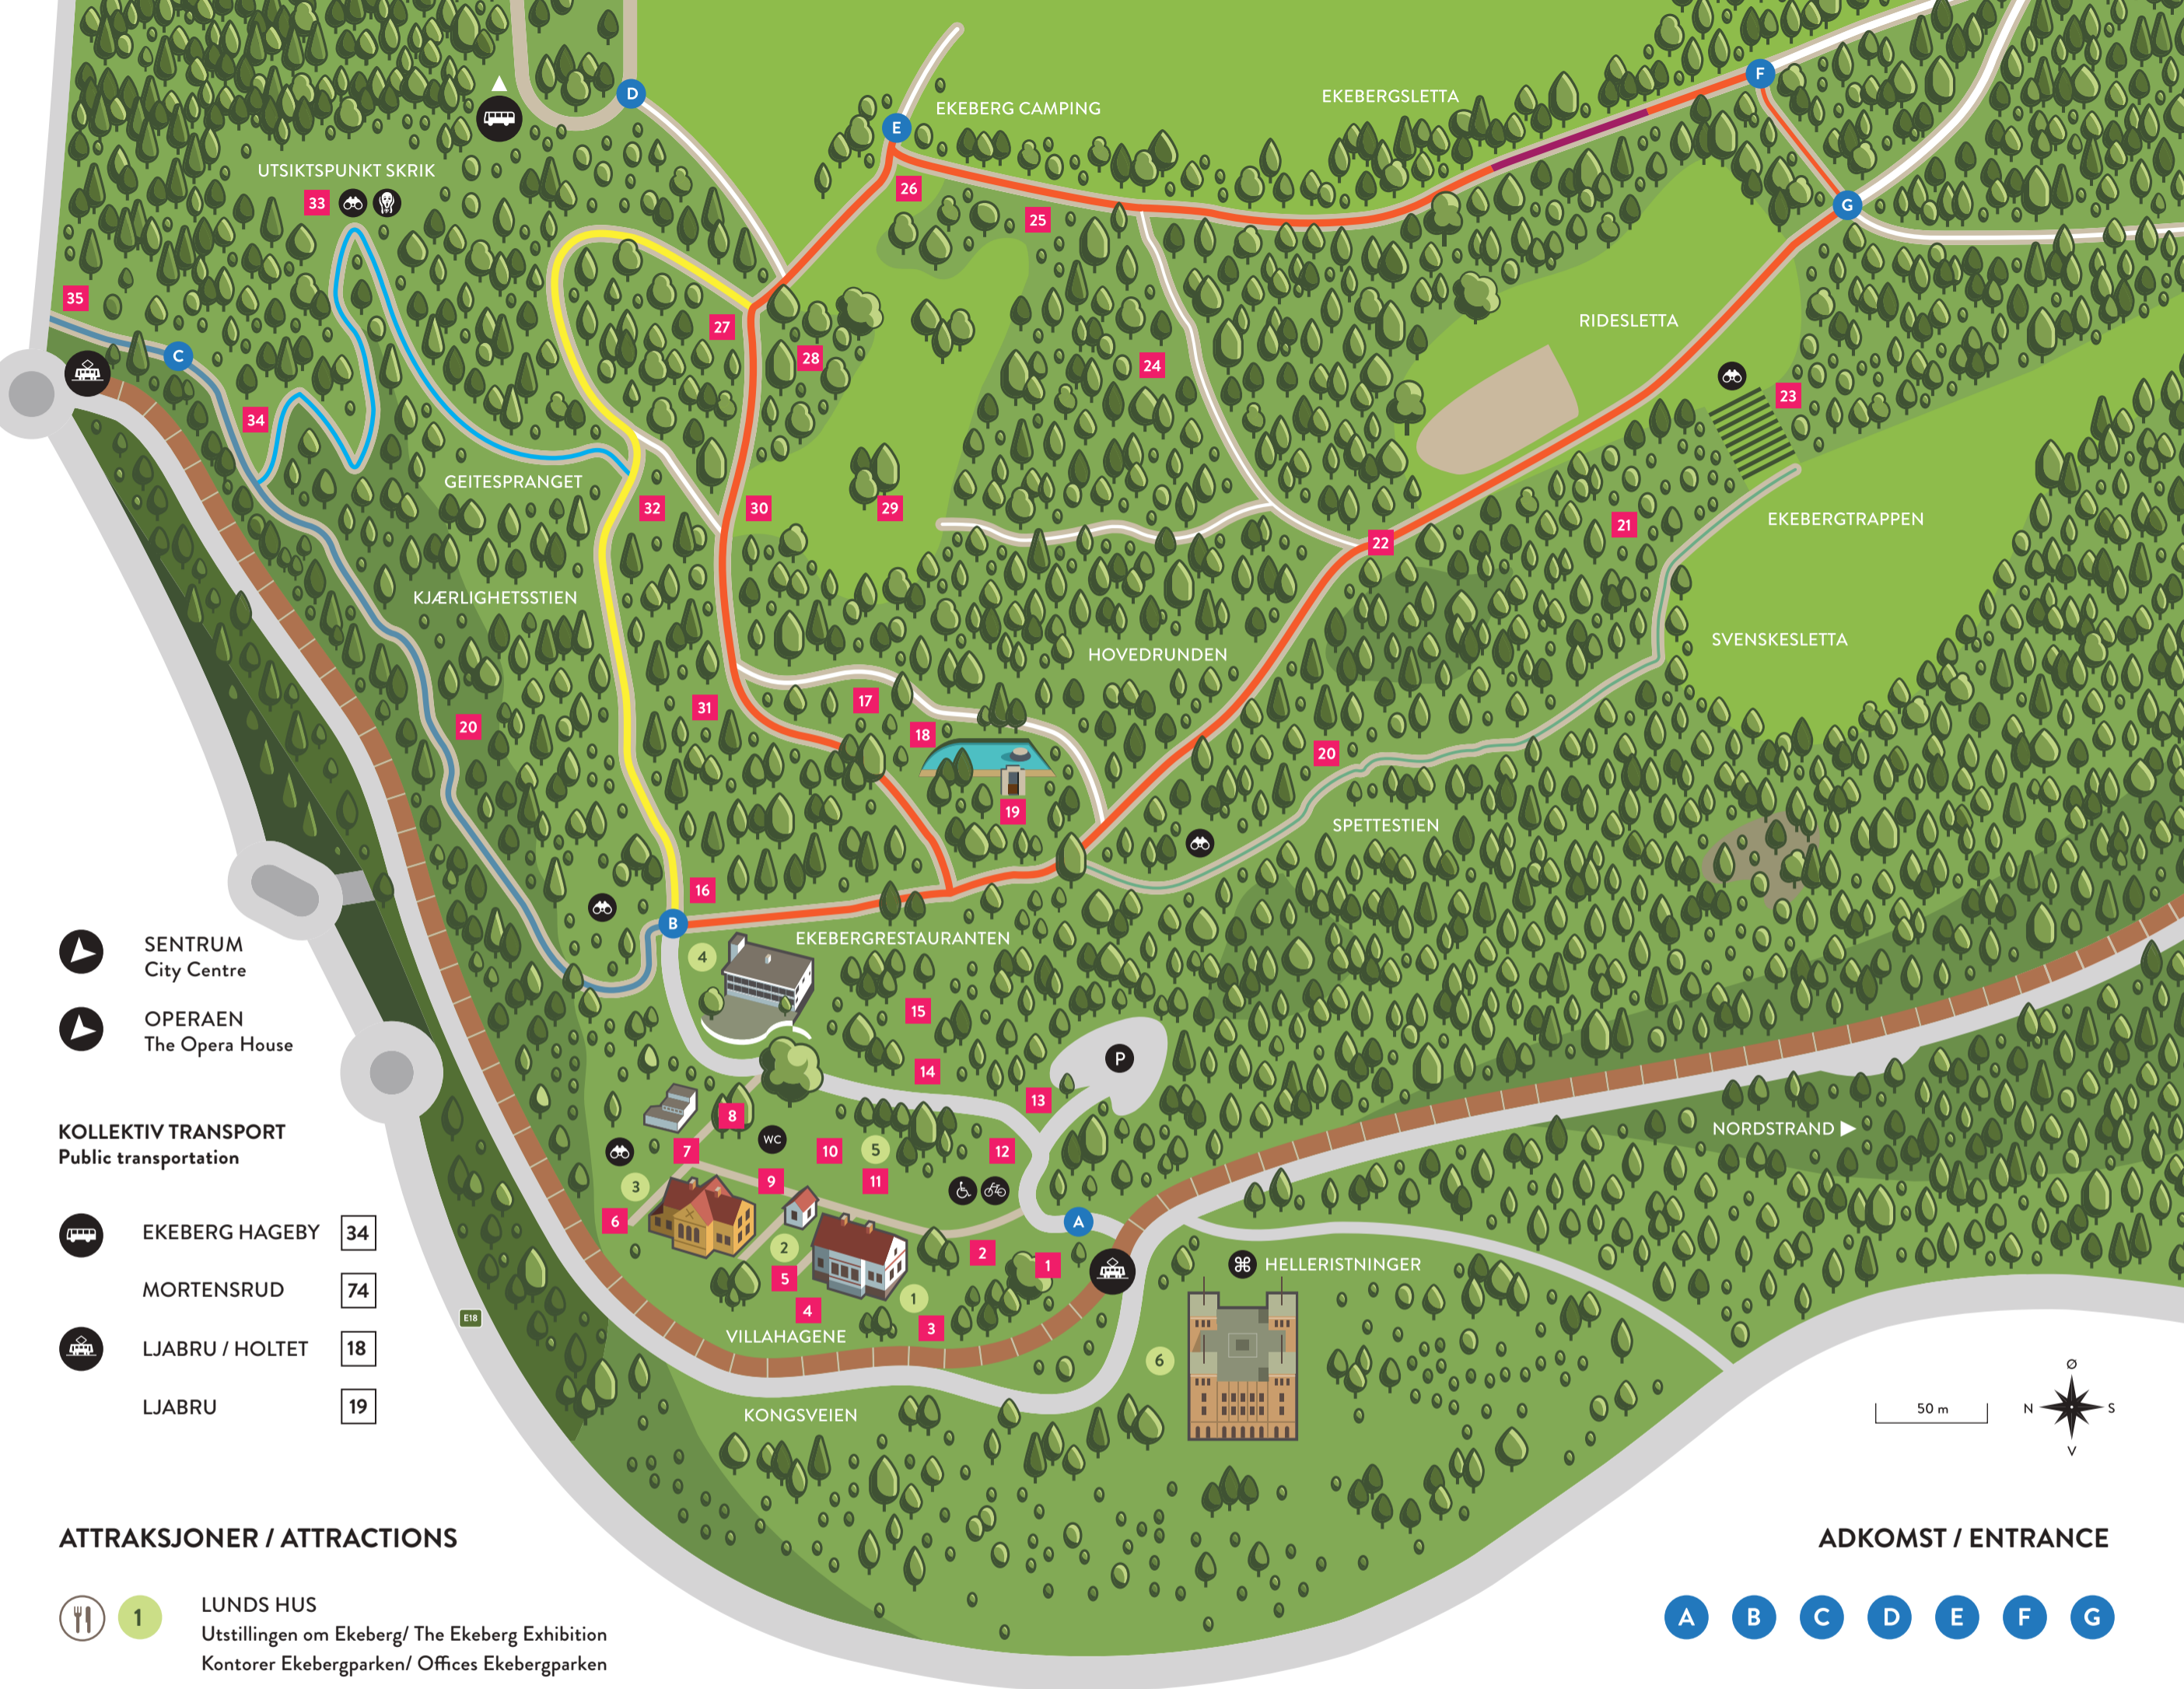 D
F
E
EKEBERG CAMPING
EKEBERGSLETTA
UTSIKTSPUNKT SKRIK
33
26
25
G
35
27
28
24
RIDESLETTA
C
23
34
GEITESPRANGET
32
30
29
22
21
EKEBERGTRAPPEN
KJÆRLIGHETSSTIEN
HOVEDRUNDEN
SVENSKESLETTA
31
17
20
18
20
19
SPETTESTIEN
16
B
4
EKEBERGRESTAURANTEN
15
P
14
13
8
WC
7
10
5
12
NORDSTRAND
3
9
11
6
A
2
2
1
HELLERISTNINGER
5
1
4
3
VILLAHAGENE
6
KONGSVEIEN
E18
SENTRUM
City Centre
OPERAEN
The Opera House
KOLLEKTIV TRANSPORT
Public transportation
EKEBERG HAGEBY 34
MORTENSRUD 74
LJABRU / HOLTET 18
LJABRU 19
50 m
Ø
N S
V
ATTRAKSJONER / ATTRACTIONS
1 LUNDS HUS
Utstillingen om Ekeberg/ The Ekeberg Exhibition
Kontorer Ekebergparken/ Offices Ekebergparken
ADKOMST / ENTRANCE
A B C D E F G